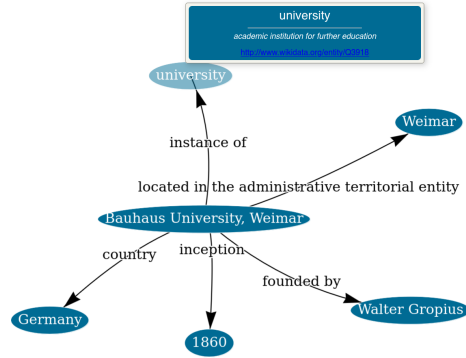 university
academic institution for further education
http://www.wikidata.org/entity/Q3918
university
Weimar
instance of
located in the administrative territorial entity
Bauhaus University, Weimar
country
inception
founded by
Germany
1860
Walter Gropius